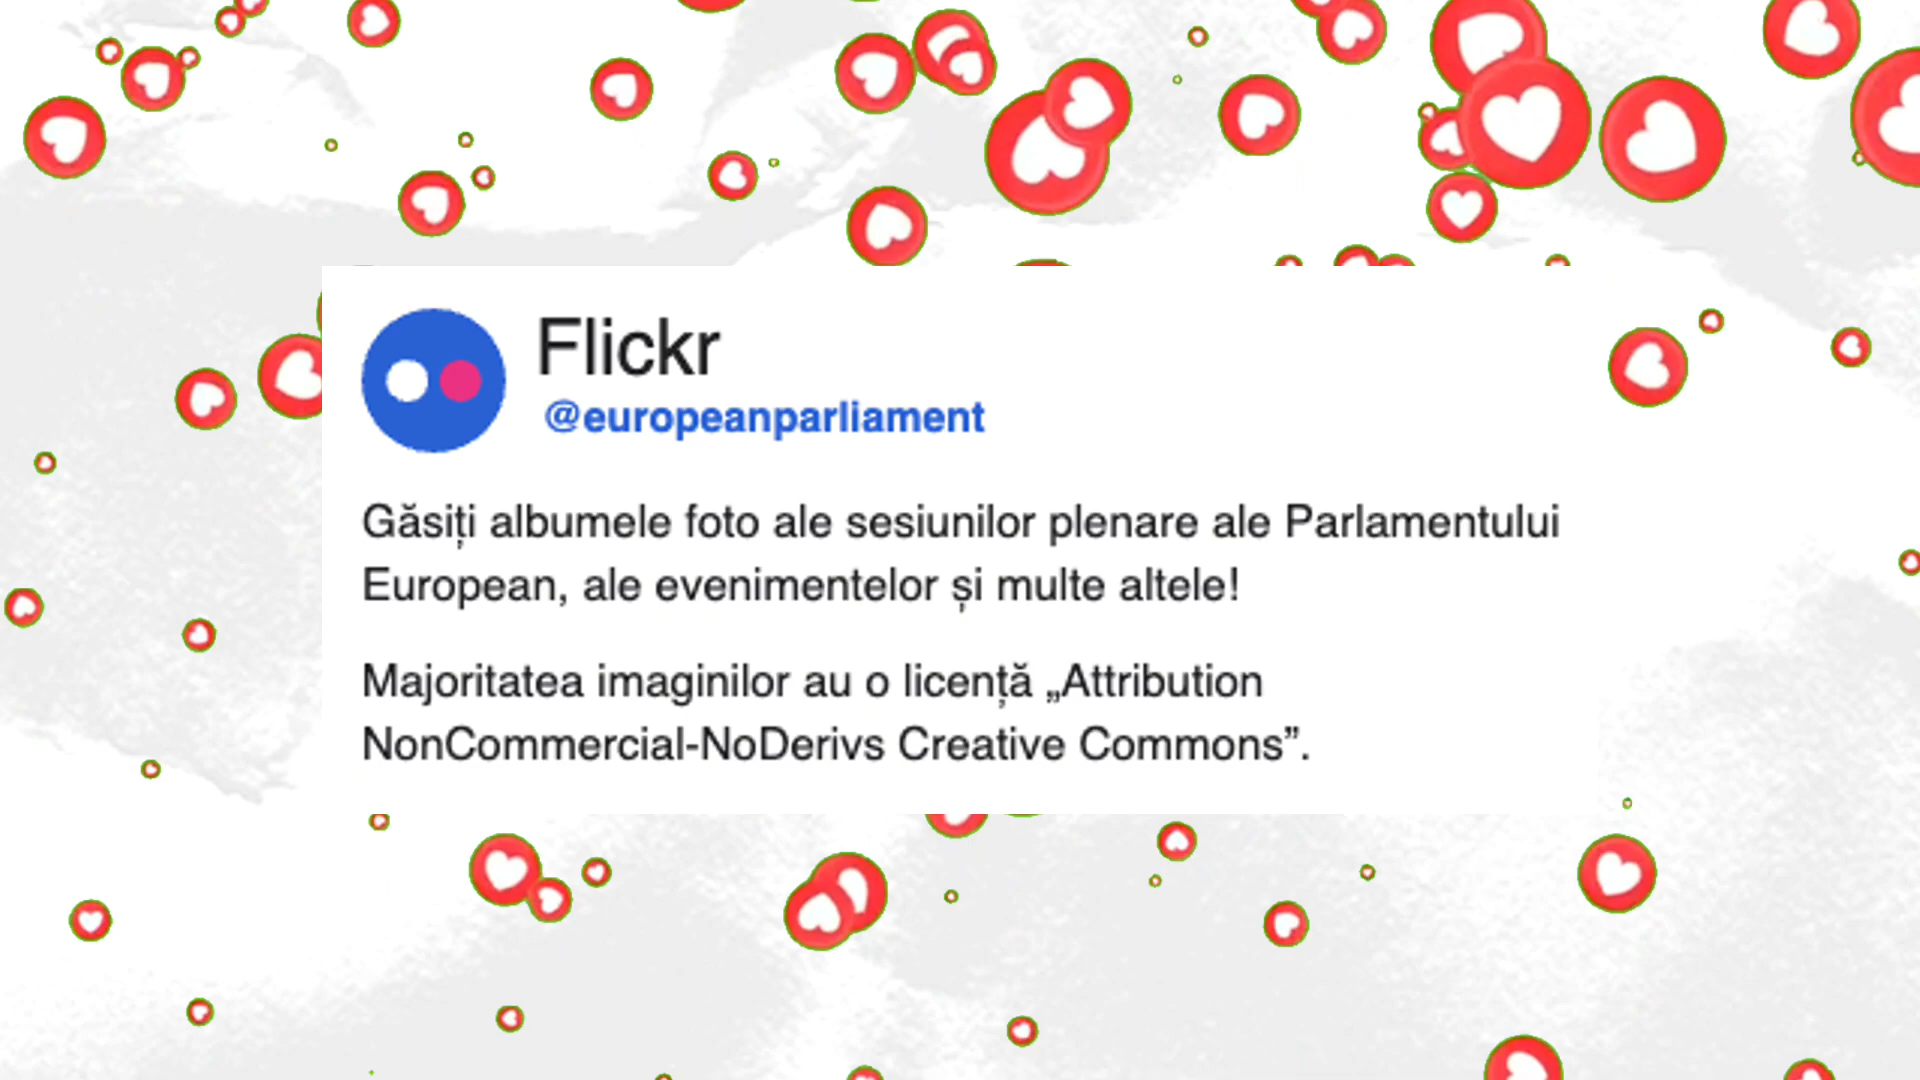 Flickr
@europeanparliament
Găsiți albumele foto ale sesiunilor plenare ale Parlamentului
European, ale evenimentelor și multe altele!
Majoritatea imaginilor au o licență „Attribution
NonCommercial-NoDerivs Creative Commons”.